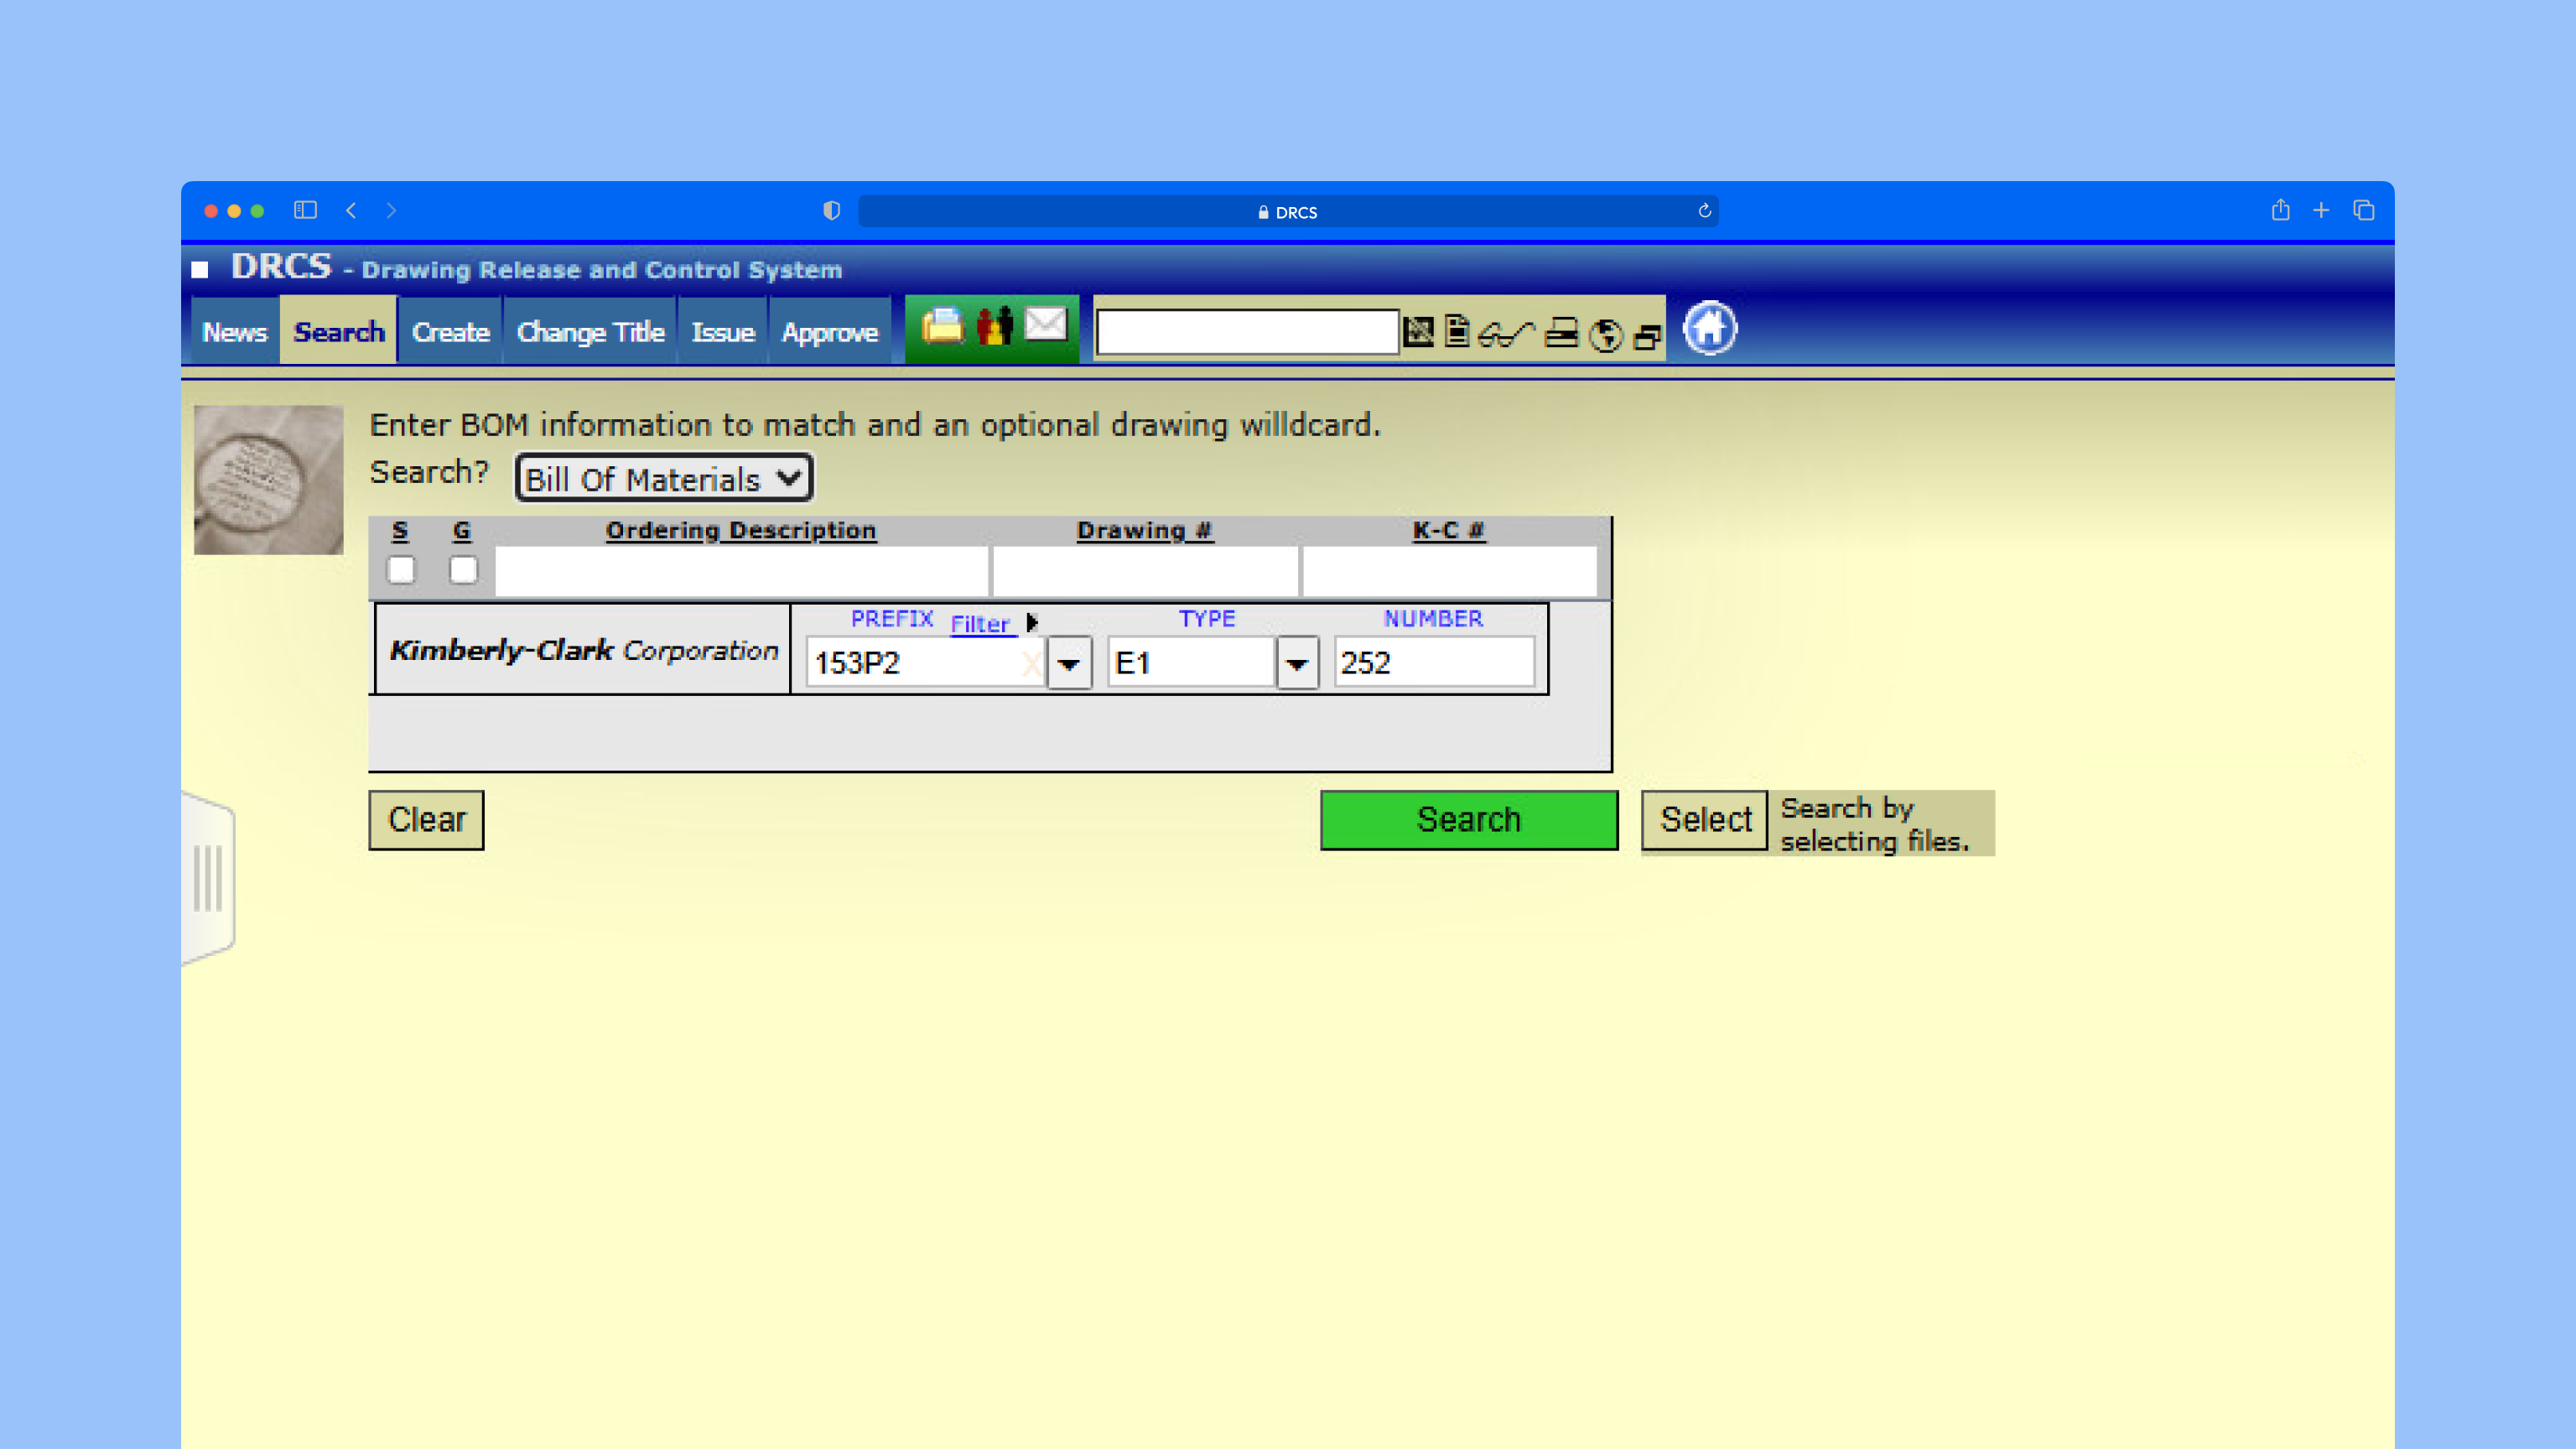 DRCS
DRCS - Drawing Release and Control System
News Search Create Change Title Issue Approve
Enter BOM information to match and an optional drawing willdcard.
Search? Bill Of Materials
S G Ordering Description Drawing # K-C #
PREFIX Filter TYPE NUMBER
Kimberly-Clark Corporation 153P2 X E1 252
Clear Search Select Search by
selecting files.